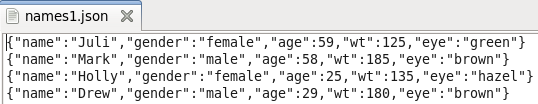 names1.json
{"name":"Juli","gender":"female","age":59,"wt":125,"eye":"green"}
{"name":"Mark","gender":"male","age":58,"wt":185,"eye":"brown"}
{"name":"Holly","gender":"female","age":25,"wt":135,"eye":"hazel"}
{"name":"Drew","gender":"male","age":29,"wt":180,"eye":"brown"}